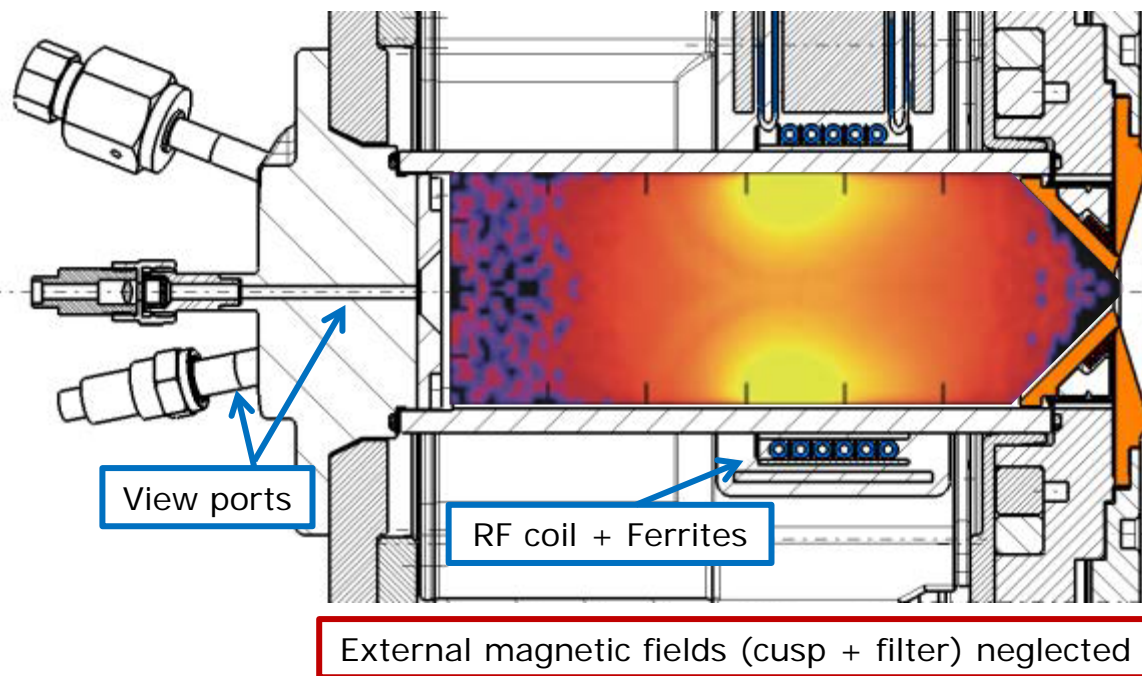 View ports
RF coil + Ferrites
External magnetic fields (cusp + filter) neglected